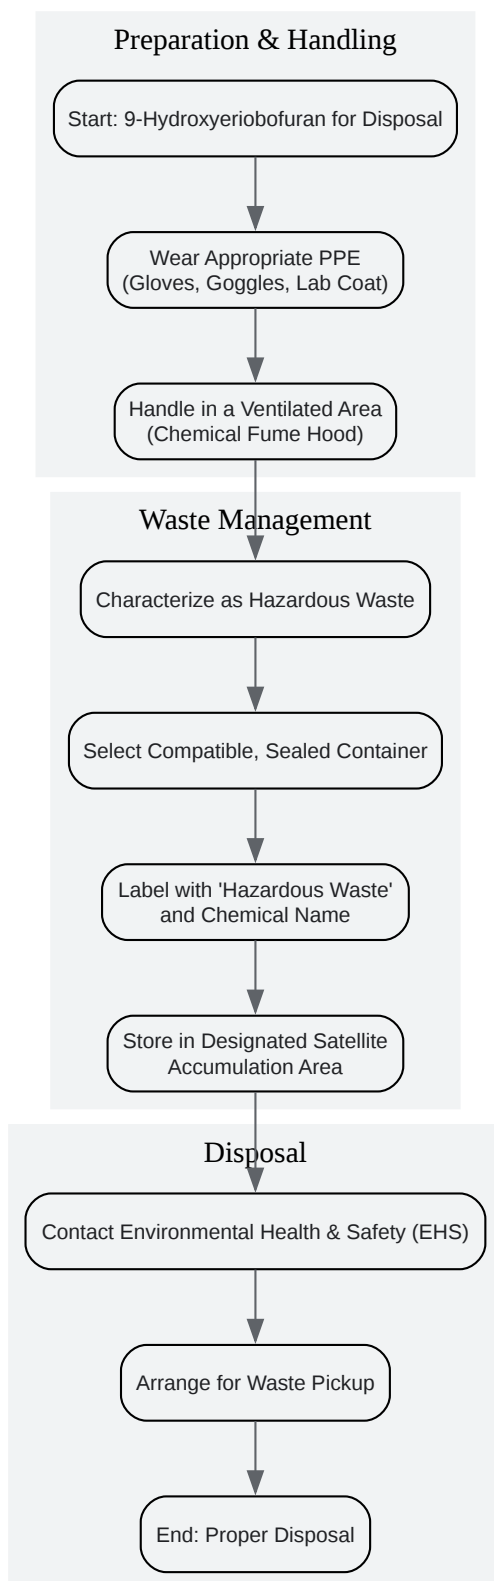 Preparation & Handling
Start: 9-Hydroxyeriobofuran for Disposal
Wear Appropriate PPE
(Gloves, Goggles, Lab Coat)
Handle in a Ventilated Area
(Chemical Fume Hood)
Waste Management
Characterize as Hazardous Waste
Select Compatible, Sealed Container
Label with 'Hazardous Waste'
and Chemical Name
Store in Designated Satellite
Accumulation Area
Disposal
Contact Environmental Health & Safety (EHS)
Arrange for Waste Pickup
End: Proper Disposal